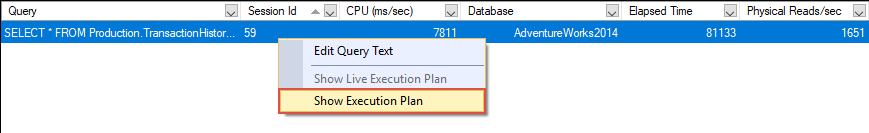 Query Session Id CPU (ms/sec) Database Elapsed Time Physical Reads/sec
SELECT * FROM Production.TransactionHistor... 59 7811 AdventureWorks2014 81133 1651
Edit Query Text
Show Live Execution Plan
Show Execution Plan